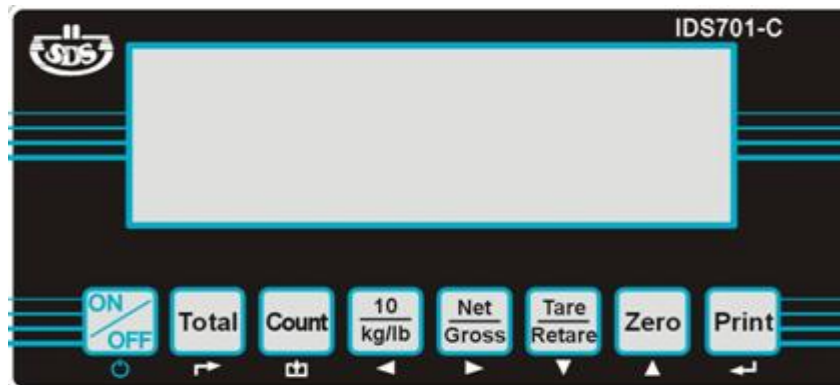 IDS701-C
SDS
ON
OFF
Total
Count
10
kg/lb
Net
Gross
Tare
Retare
Zero
Print